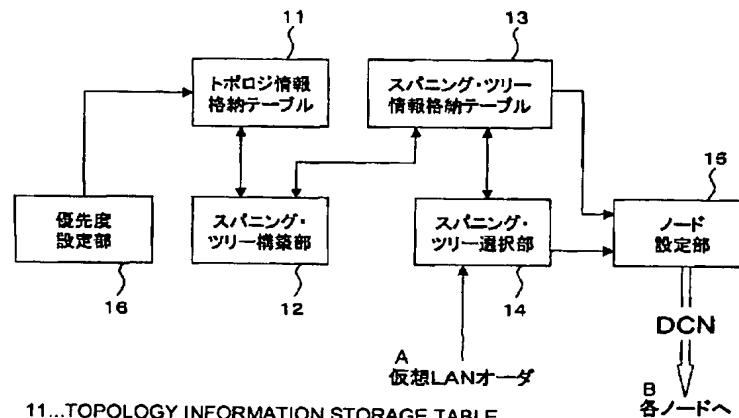 11
トポロジ情報
格納テーブル
13
スパニング・ツリー
情報格納テーブル
優先度
設定部
16
スパニング・
ツリー構築部
12
スパニング・
ツリー選択部
14
15
ノード
設定部
DCN
A
仮想LANオーダ
B
各ノードへ
11...TOPOLOGY INFORMATION STORAGE TABLE